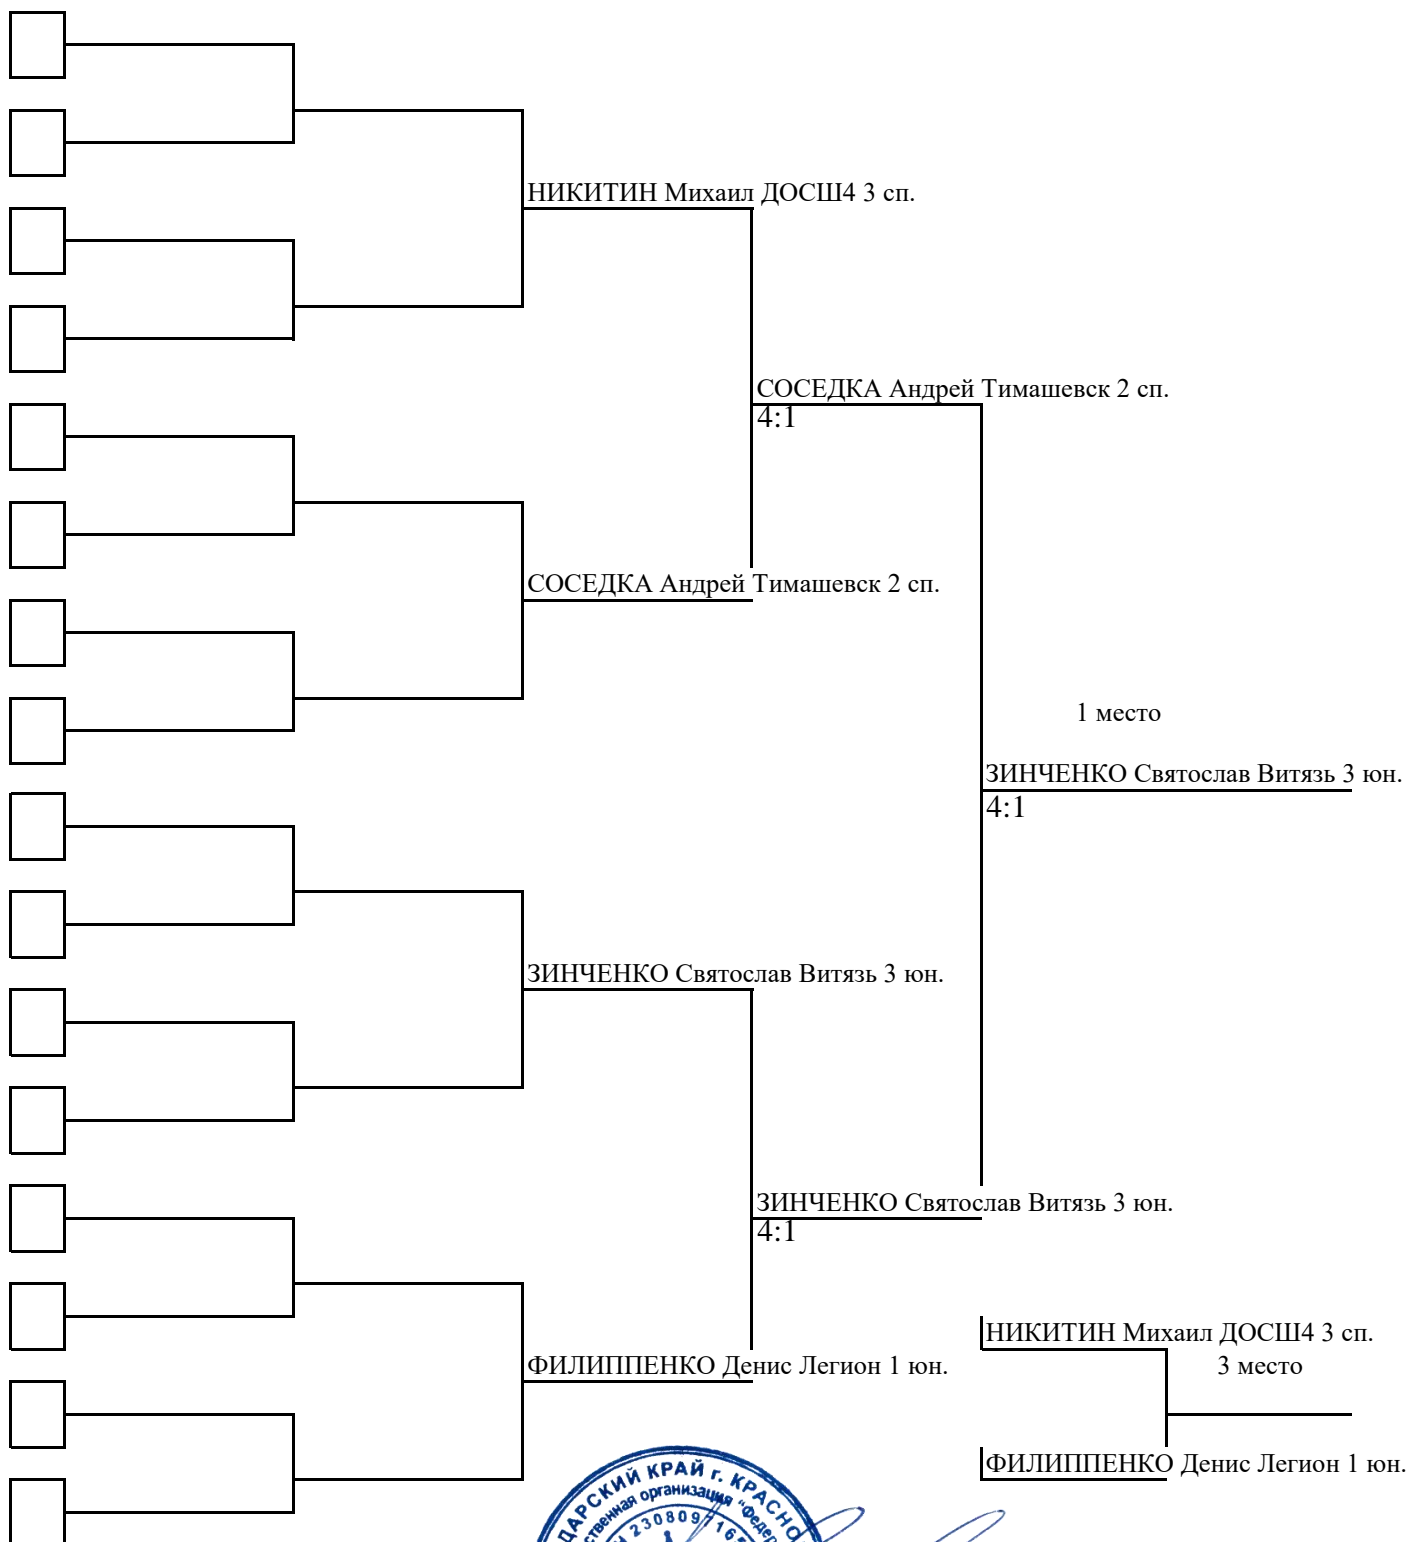 НИКИТИН Михаил ДОСШ4 3 сп.
СОСЕДКА Андрей Тимашевск 2 сп.
4:1
СОСЕДКА Андрей Тимашевск 2 сп.
1 место
ЗИНЧЕНКО Святослав Витязь 3 юн.
4:1
ЗИНЧЕНКО Святослав Витязь 3 юн.
ЗИНЧЕНКО Святослав Витязь 3 юн.
4:1
НИКИТИН Михаил ДОСШ4 3 сп.
3 место
ФИЛИППЕНКО Денис Легион 1 юн.
ФИЛИППЕНКО Денис Легион 1 юн.
КРАЙ г.
организация